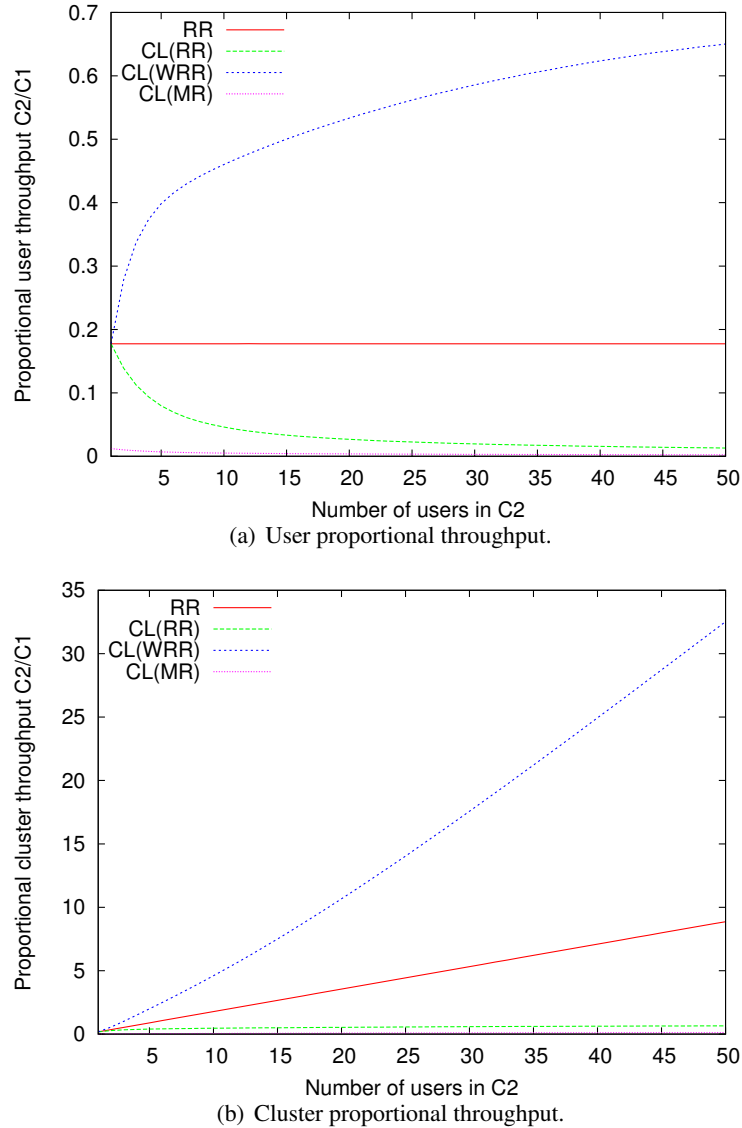 Proportional user throughput C2/C1
0.7
0.6
0.5
0.4
0.3
0.2
0.1
0
RR
CL(RR)
CL(WRR)
CL(MR)
5 10 15 20 25 30 35 40 45 50
Number of users in C2
(a) User proportional throughput.
Proportional cluster throughput C2/C1
35
30
25
20
15
10
5
0
RR
CL(RR)
CL(WRR)
CL(MR)
5 10 15 20 25 30 35 40 45 50
Number of users in C2
(b) Cluster proportional throughput.